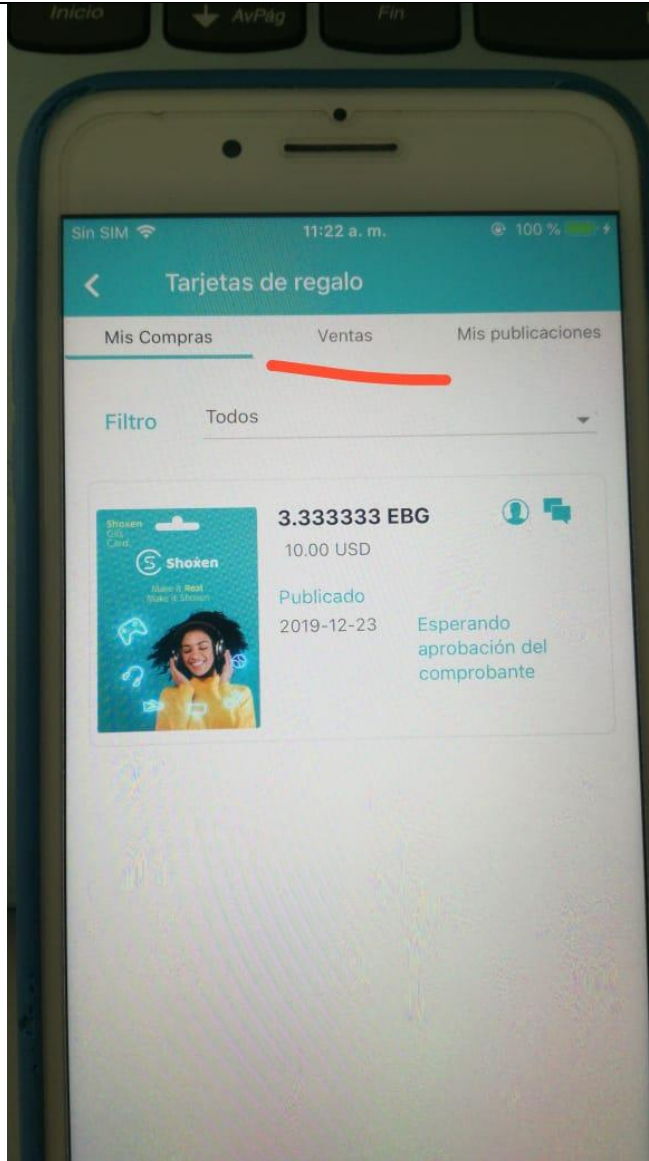 Inicio
AvPág
Fin
Sin SIM
11:22 a. m.
100 %
Tarjetas de regalo
Mis Compras
Ventas
Mis publicaciones
Filtro
Todos
Shoxen
Gift
Card
Shoxen
Make it Real
Make it Shoxen
3.333333 EBG
10.00 USD
Publicado
2019-12-23
Esperando
aprobación del
comprobante